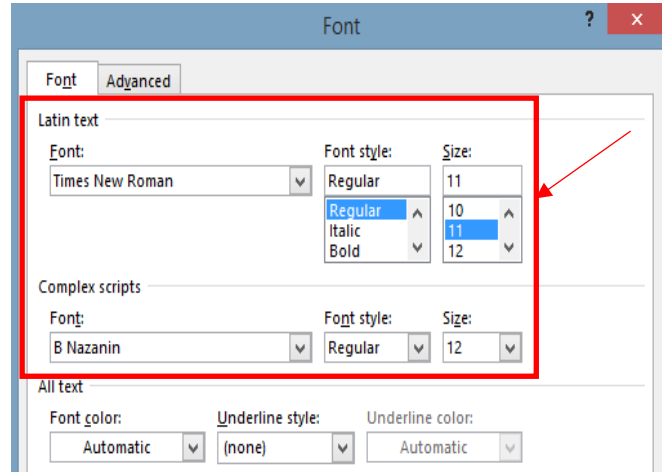 Font ? x
Font Advanced
Latin text
Font: Font style: Size:
Times New Roman Regular 11
Regular 10
Italic 11
Bold 12
Complex scripts
Font: Font style: Size:
B Nazanin Regular 12
All text
Font color: Underline style: Underline color:
Automatic (none) Automatic